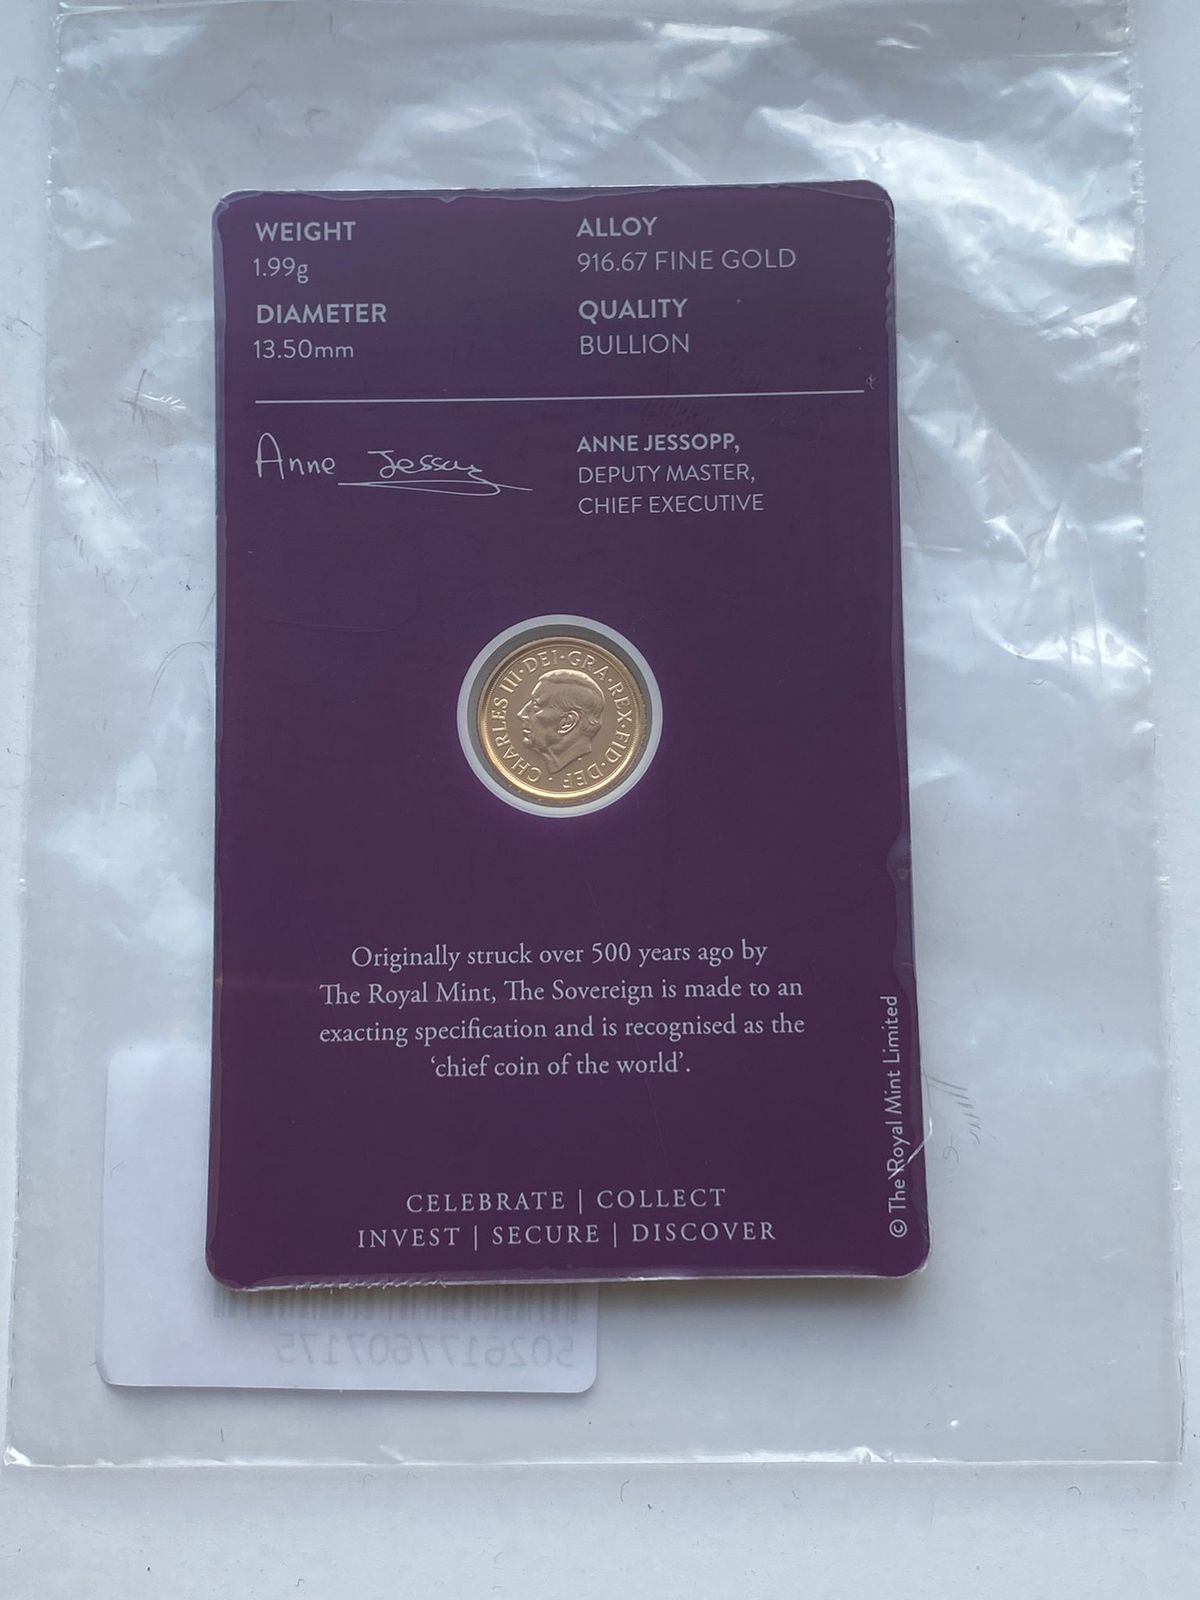 WEIGHT
1.99g
DIAMETER
13.50mm
ALLOY
916.67 FINE GOLD
QUALITY
BULLION
Anne Jessopp
ANNE JESSOPP,
DEPUTY MASTER,
CHIEF EXECUTIVE
CHARLES III·DEI·GRA·REX·FID·DEF·
Originally struck over 500 years ago by
The Royal Mint, The Sovereign is made to an
exacting specification and is recognised as the
‘chief coin of the world’.
CELEBRATE | COLLECT
INVEST | SECURE | DISCOVER
© The Royal Mint Limited
5026177607175